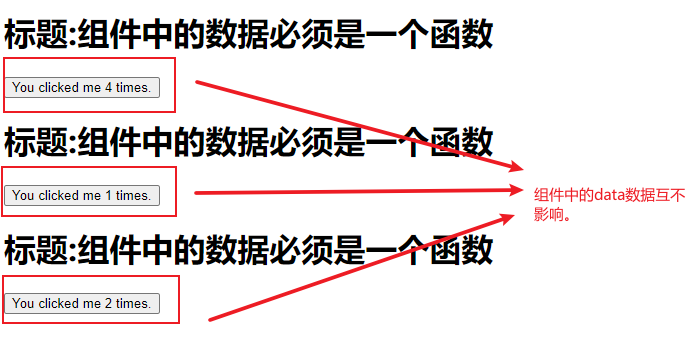 标题:组件中的数据必须是一个函数
You clicked me 4 times.
标题:组件中的数据必须是一个函数
You clicked me 1 times.
组件中的data数据互不
影响。
标题:组件中的数据必须是一个函数
You clicked me 2 times.